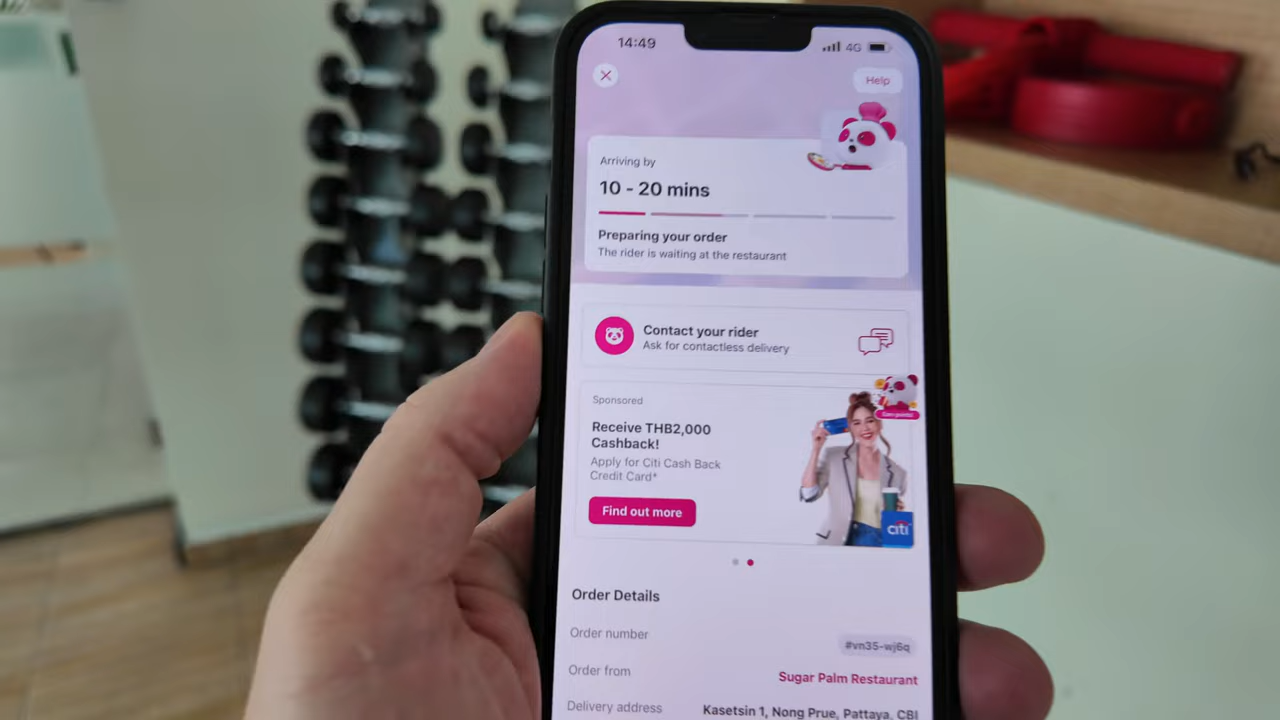 14:49
4G
Help
Arriving by
10 - 20 mins
Preparing your order
The rider is waiting at the restaurant
Contact your rider
Ask for contactless delivery
Sponsored
Earn points!
Receive THB2,000
Cashback!
Apply for Citi Cash Back
Credit Card*
Find out more
citi
Order Details
Order number
#vn35-wj6q
Order from
Sugar Palm Restaurant
Delivery address
Kasetsin 1, Nong Prue, Pattaya, CBI